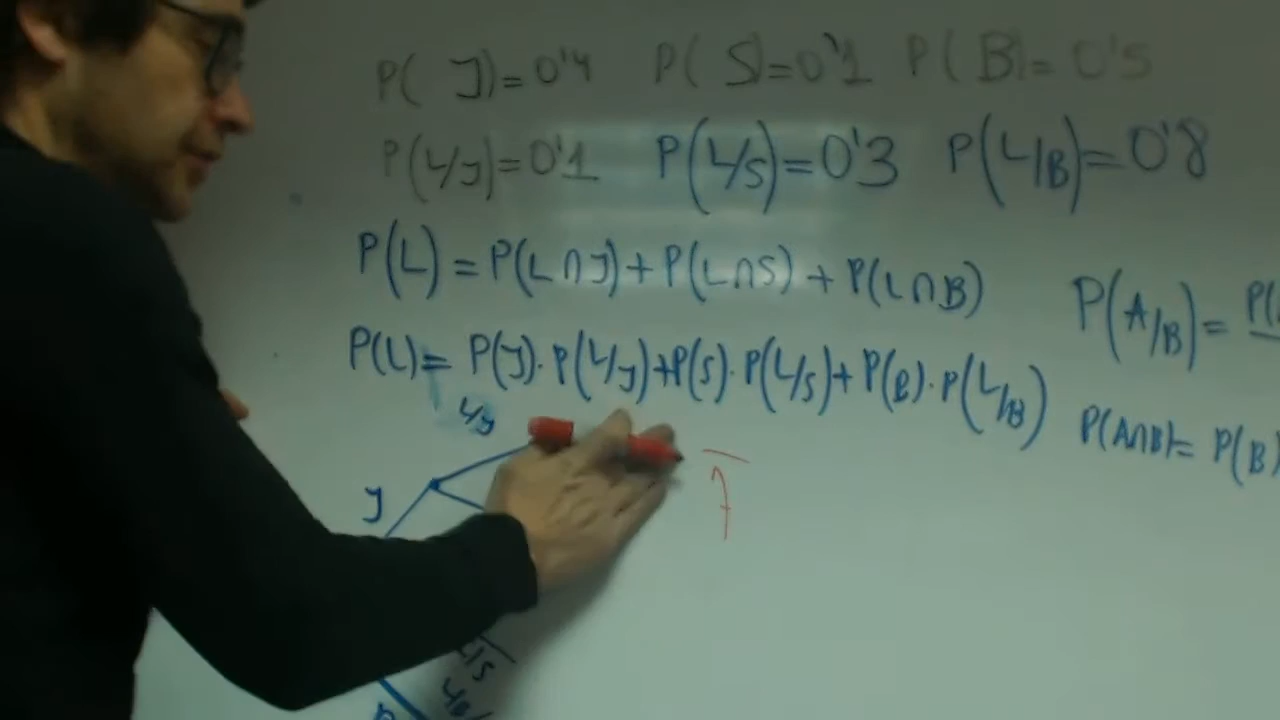 P( J)=0'4 P( S)=0'1 P( B)=0'5
P(L/J)=0'1 P(L/S)=0'3 P(L/B)=0'8
P(L)=P(L∩J)+P(L∩S)+P(L∩B)
P(A/B)=
P(L)= P(J)·P(L/J)+P(S)·P(L/S)+P(B)·P(L/B)
P(A∩B)= P(B)
L/J
J
L/S